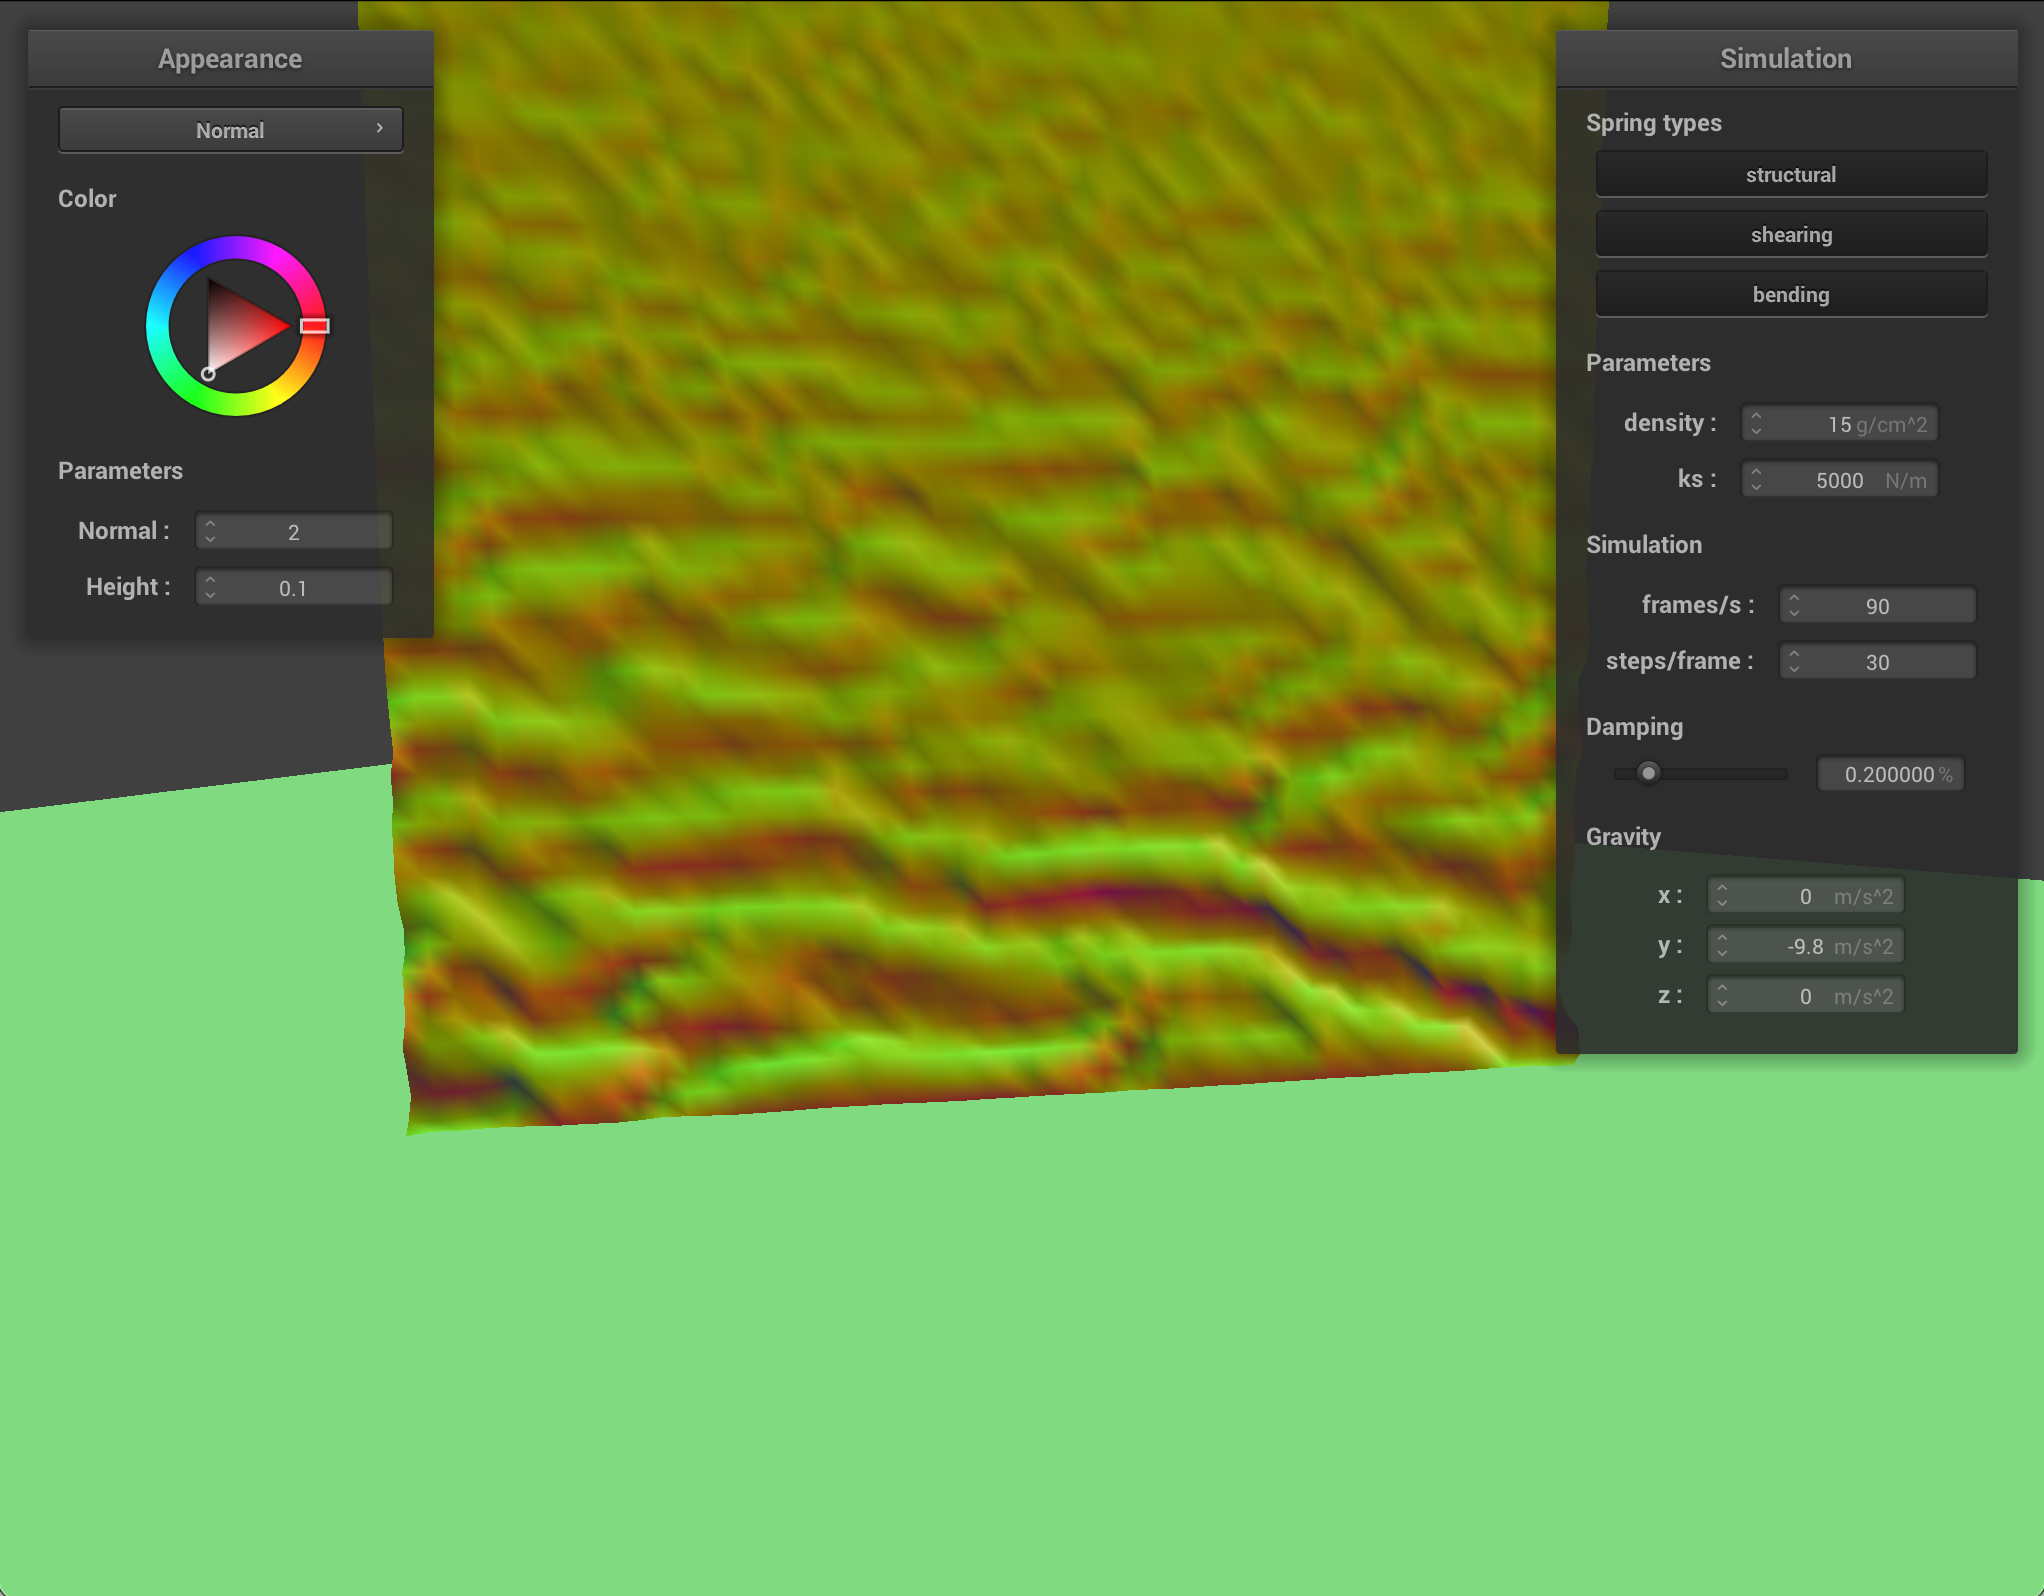 Appearance
Normal
Color
Parameters
Normal : 2
Height : 0.1
Simulation
Spring types
structural
shearing
bending
Parameters
density : 15 g/cm^2
ks : 5000 N/m
Simulation
frames/s : 90
steps/frame : 30
Damping
0.200000 %
Gravity
x : 0 m/s^2
y : -9.8 m/s^2
z : 0 m/s^2